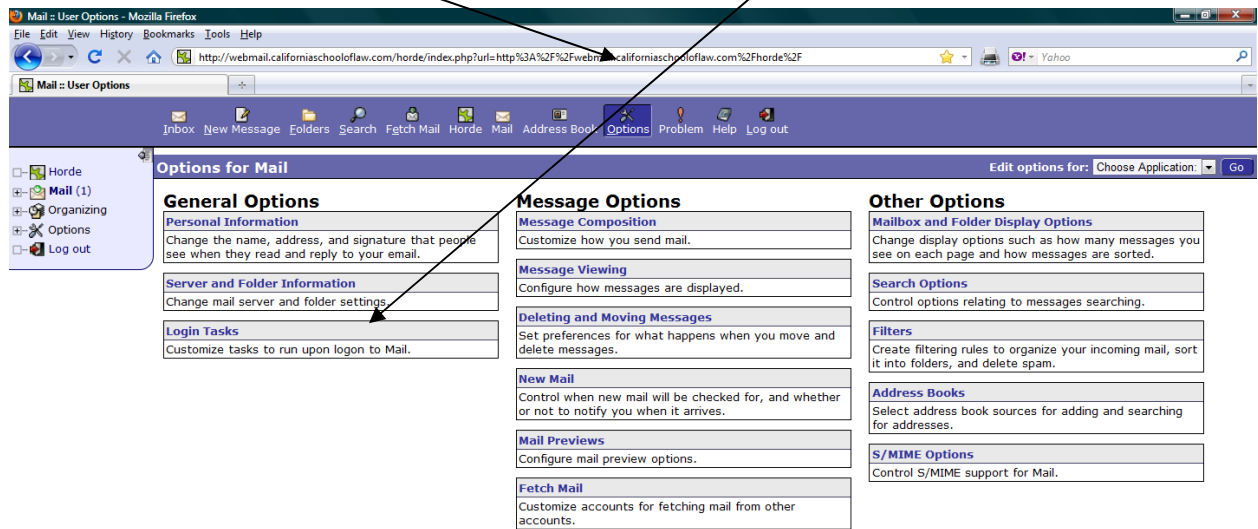 Mail :: User Options - Mozilla Firefox
File Edit View History Bookmarks Tools Help
http://webmail.californiaschooloflaw.com/horde/index.php?url=http%3A%2F%2Fwebmail.californiaschooloflaw.com%2Fhorde%2F
Yahoo
Mail :: User Options
Inbox New Message Folders Search Fetch Mail Horde Mail Address Book Options Problem Help Log out
Horde
Mail (1)
Organizing
Options
Log out
Options for Mail
Edit options for: Choose Application: Go
General Options
Personal Information
Change the name, address, and signature that people
see when they read and reply to your email.
Server and Folder Information
Change mail server and folder settings.
Login Tasks
Customize tasks to run upon logon to Mail.
Message Options
Message Composition
Customize how you send mail.
Message Viewing
Configure how messages are displayed.
Deleting and Moving Messages
Set preferences for what happens when you move and
delete messages.
New Mail
Control when new mail will be checked for, and whether
or not to notify you when it arrives.
Mail Previews
Configure mail preview options.
Fetch Mail
Customize accounts for fetching mail from other
accounts.
Other Options
Mailbox and Folder Display Options
Change display options such as how many messages you
see on each page and how messages are sorted.
Search Options
Control options relating to messages searching.
Filters
Create filtering rules to organize your incoming mail, sort
it into folders, and delete spam.
Address Books
Select address book sources for adding and searching
for addresses.
S/MIME Options
Control S/MIME support for Mail.